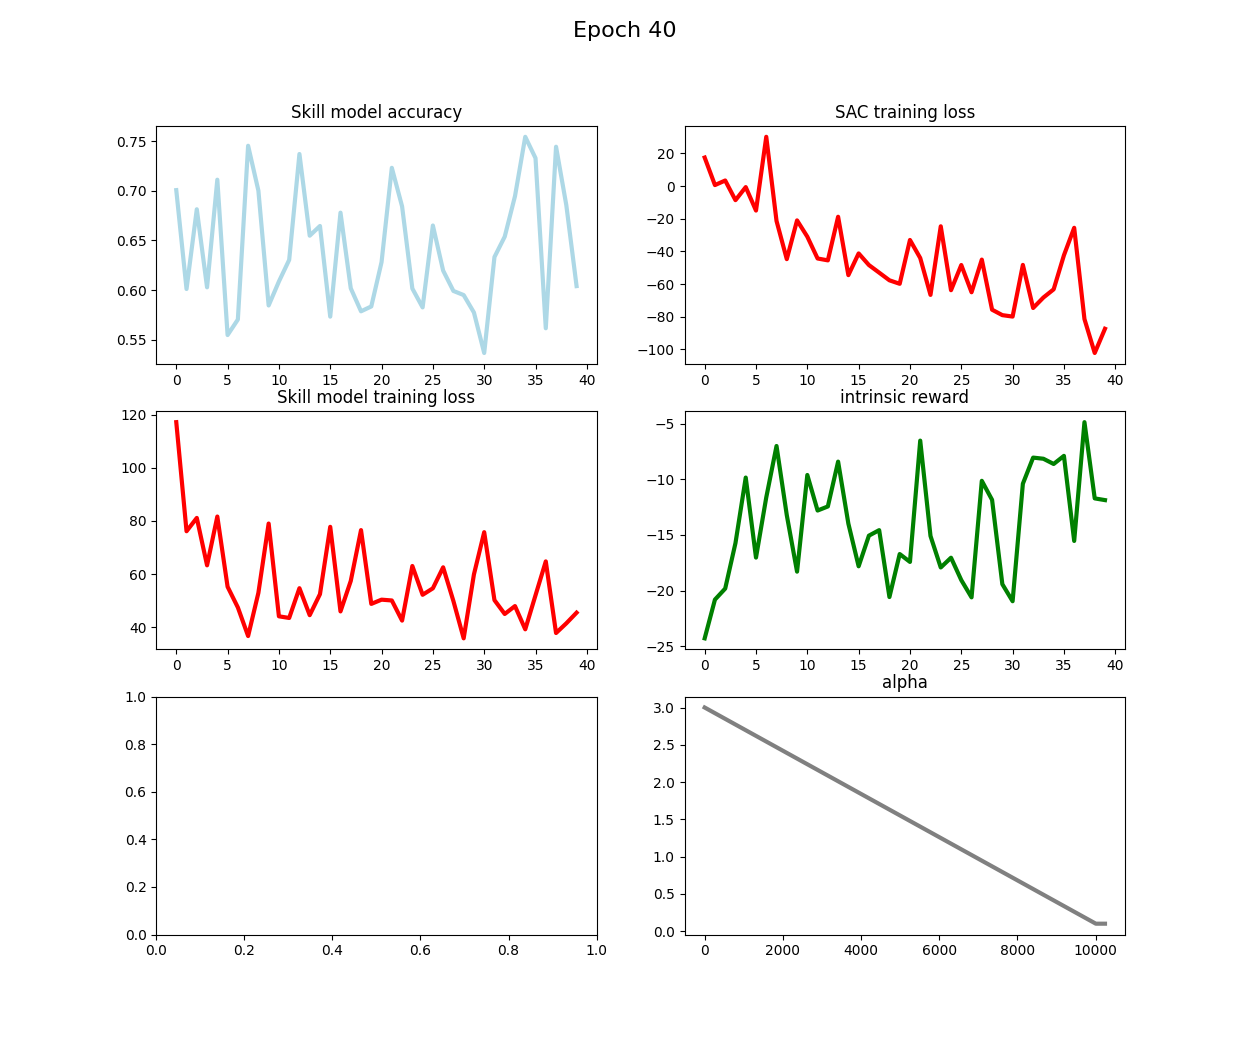 Epoch 40
Skill model accuracy
0.75
0.70
0.65
0.60
0.55
0 5 10 15 20 25 30 35 40
SAC training loss
20
0
−20
−40
−60
−80
−100
0 5 10 15 20 25 30 35 40
Skill model training loss
120
100
80
60
40
0 5 10 15 20 25 30 35 40
intrinsic reward
−5
−10
−15
−20
−25
0 5 10 15 20 25 30 35 40
1.0
0.8
0.6
0.4
0.2
0.0
0.0 0.2 0.4 0.6 0.8 1.0
alpha
3.0
2.5
2.0
1.5
1.0
0.5
0.0
0 2000 4000 6000 8000 10000